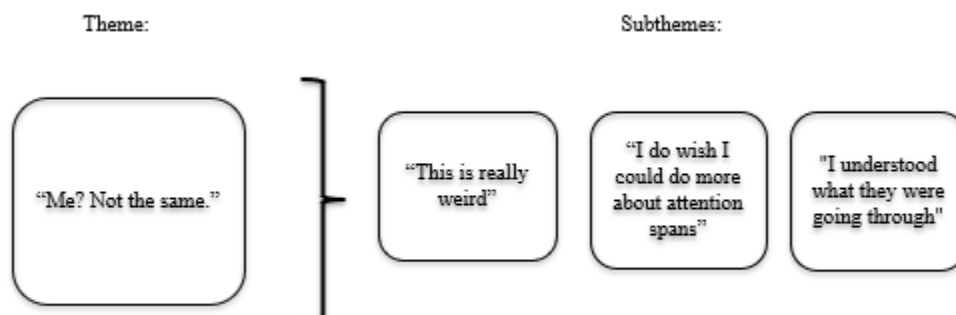 Theme:
Subthemes:
“Me? Not the same.”
“This is really
weird”
“I do wish I
could do more
about attention
spans”
"I understood
what they were
going through"